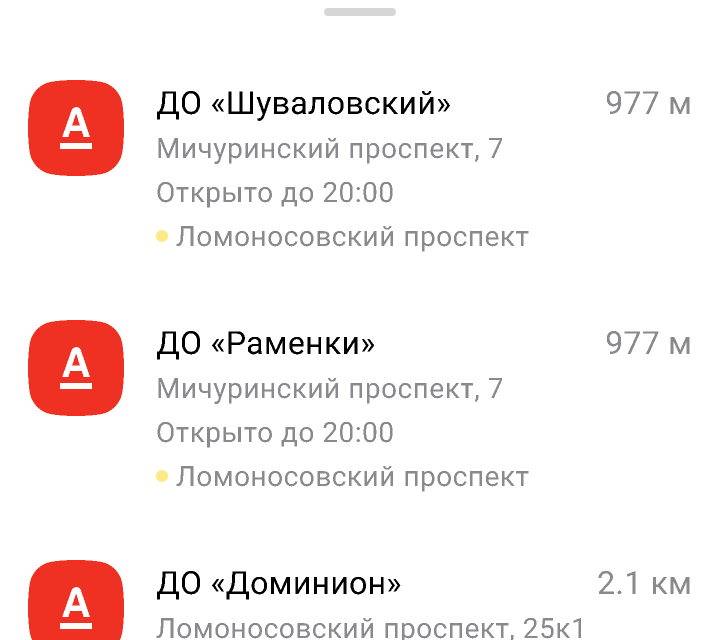 А
ДО «Шуваловский» 977 м
Мичуринский проспект, 7
Открыто до 20:00
Ломоносовский проспект
А
ДО «Раменки» 977 м
Мичуринский проспект, 7
Открыто до 20:00
Ломоносовский проспект
А
ДО «Доминион» 2.1 км
Ломоносовский проспект, 25к1